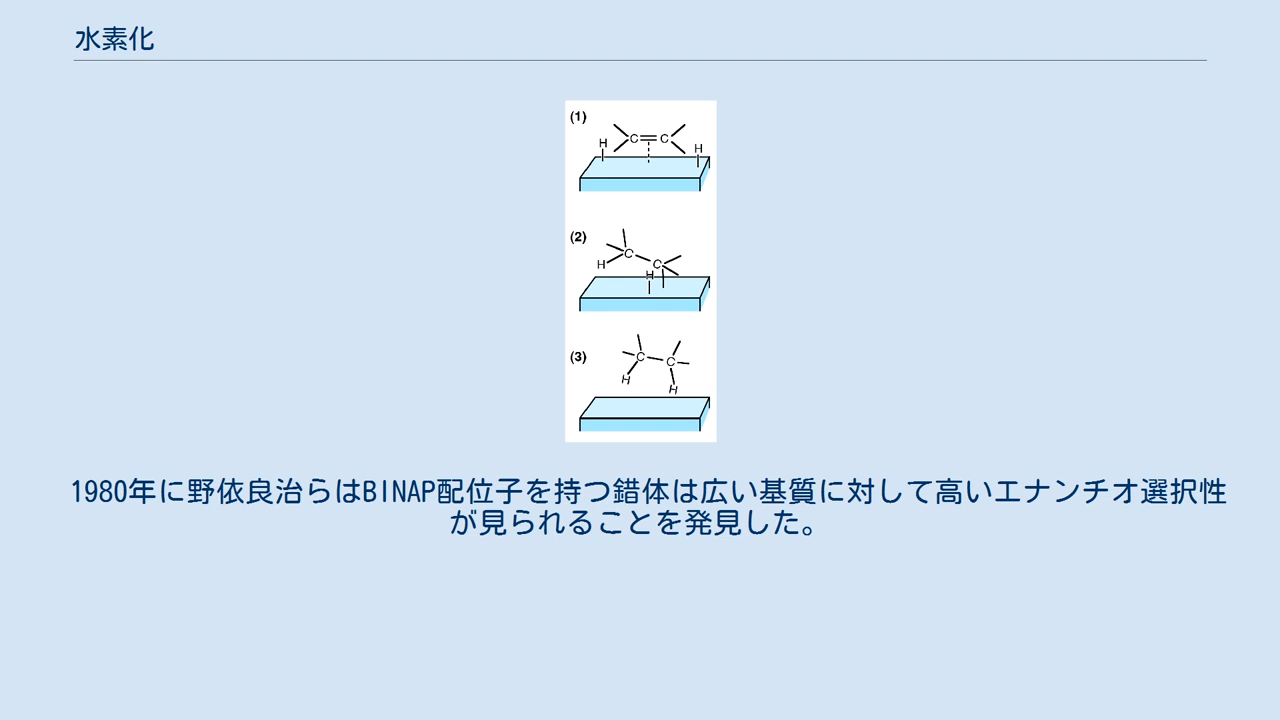 水素化
(1)
H C C H
(2)
C
H C
H
(3)
C C
H
H
1980年に野依良治らはBINAP配位子を持つ錯体は広い基質に対して高いエナンチオ選択性
が見られることを発見した。